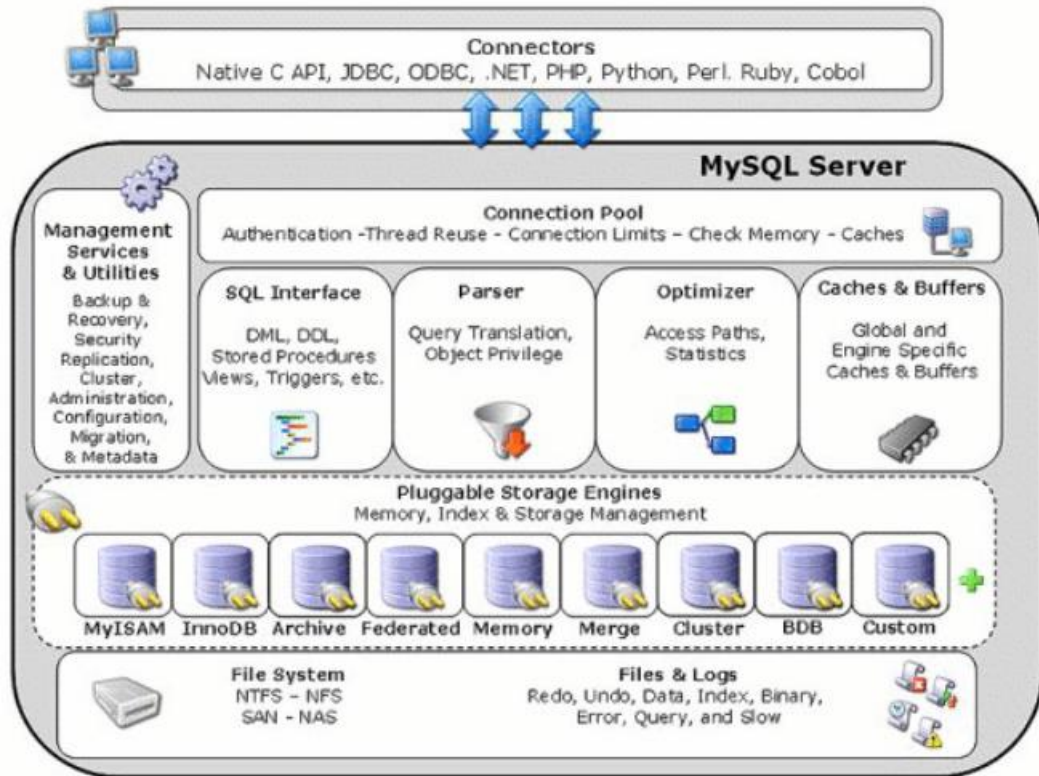 Connectors
Native C API, JDBC, ODBC, .NET, PHP, Python, Perl. Ruby, Cobol
MySQL Server
Management
Services
& Utilities
Backup &
Recovery,
Security
Replication,
Cluster,
Administration,
Configuration,
Migration,
& Metadata
Connection Pool
Authentication -Thread Reuse - Connection Limits – Check Memory - Caches
SQL Interface
DML, DDL,
Stored Procedures
Views, Triggers, etc.
Parser
Query Translation,
Object Privilege
Optimizer
Access Paths,
Statistics
Caches & Buffers
Global and
Engine Specific
Caches & Buffers
Pluggable Storage Engines
Memory, Index & Storage Management
MyISAM InnoDB Archive Federated Memory Merge Cluster BDB Custom
File System
NTFS – NFS
SAN - NAS
Files & Logs
Redo, Undo, Data, Index, Binary,
Error, Query, and Slow